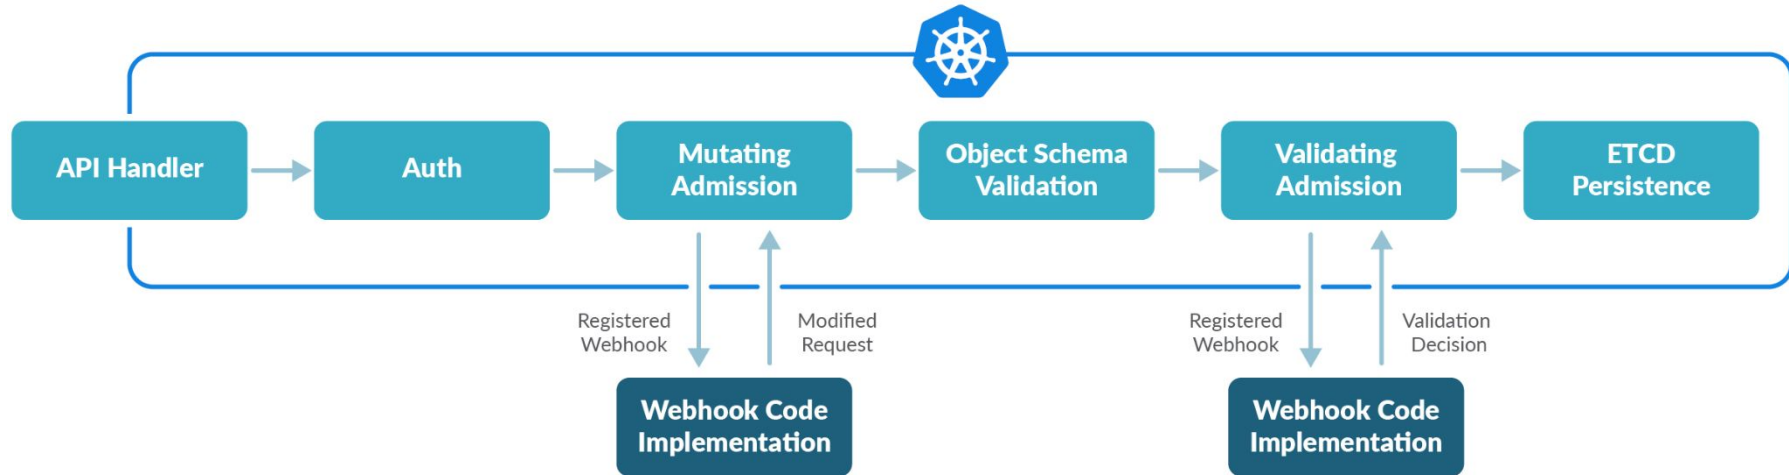 API Handler
Auth
Mutating
Admission
Object Schema
Validation
Validating
Admission
ETCD
Persistence
Registered
Webhook
Modified
Request
Registered
Webhook
Validation
Decision
Webhook Code
Implementation
Webhook Code
Implementation